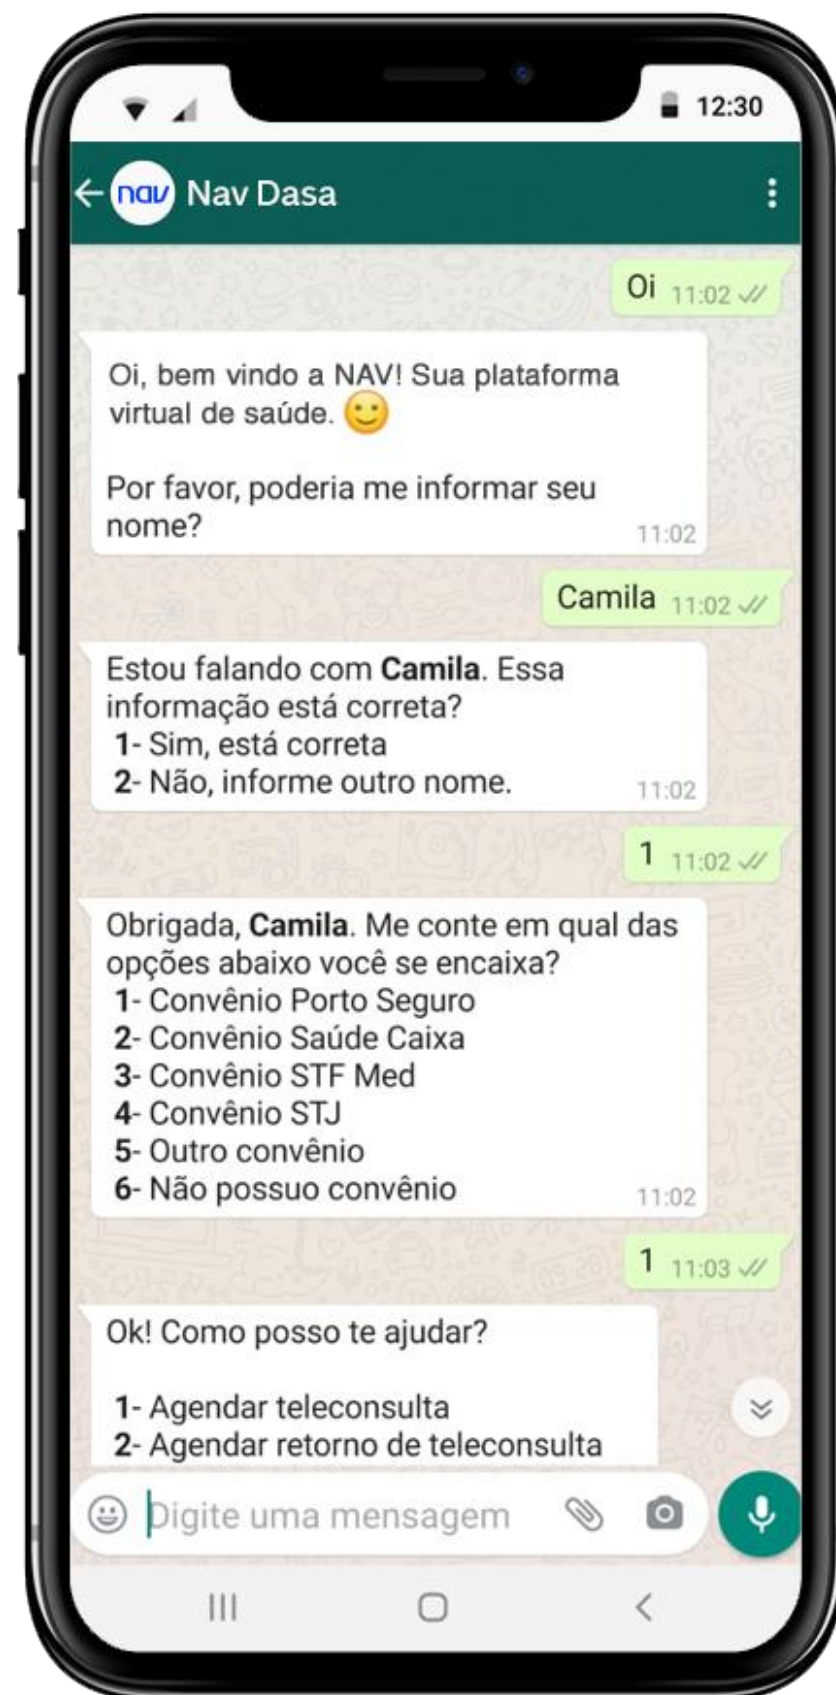 12:30
nav Nav Dasa
Oi 11:02
Oi, bem vindo a NAV! Sua plataforma
virtual de saúde.
Por favor, poderia me informar seu
nome?
11:02
Camila 11:02
Estou falando com Camila. Essa
informação está correta?
1- Sim, está correta
2- Não, informe outro nome.
11:02
1 11:02
Obrigada, Camila. Me conte em qual das
opções abaixo você se encaixa?
1- Convênio Porto Seguro
2- Convênio Saúde Caixa
3- Convênio STF Med
4- Convênio STJ
5- Outro convênio
6- Não possuo convênio
11:02
1 11:03
Ok! Como posso te ajudar?
1- Agendar teleconsulta
2- Agendar retorno de teleconsulta
Digite uma mensagem